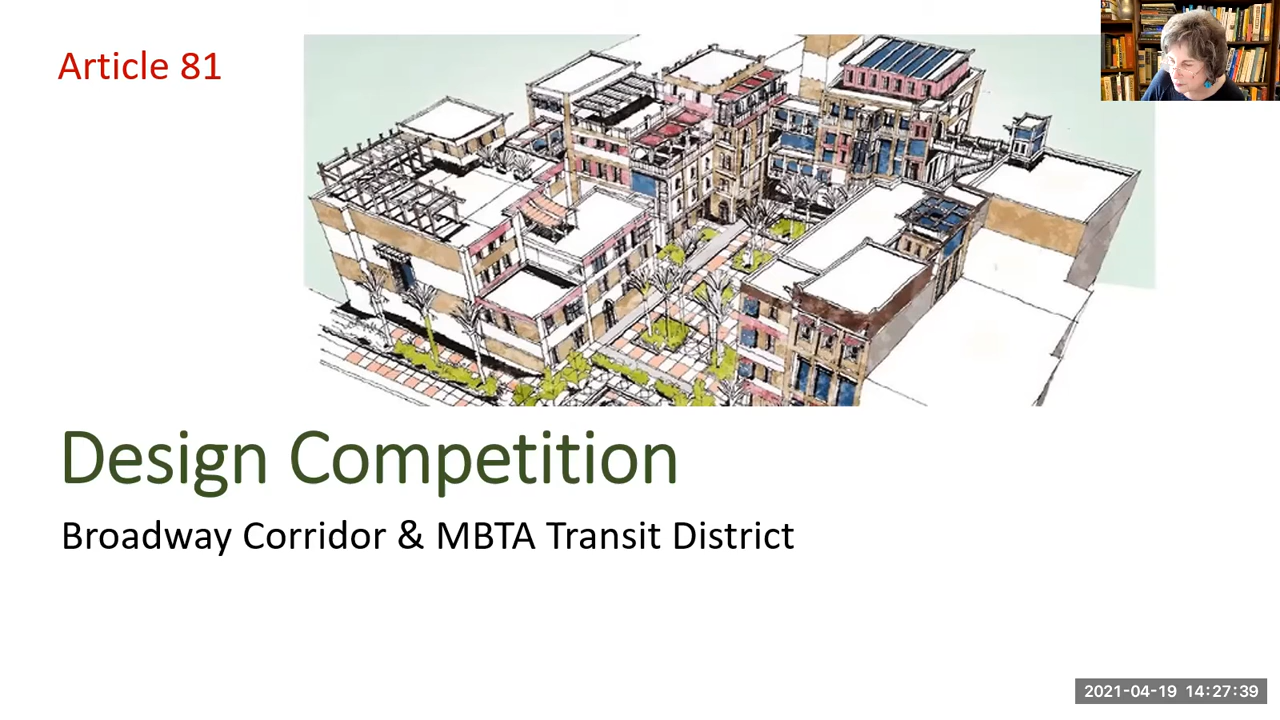 Article 81
Design Competition
Broadway Corridor & MBTA Transit District
2021-04-19 14:27:39